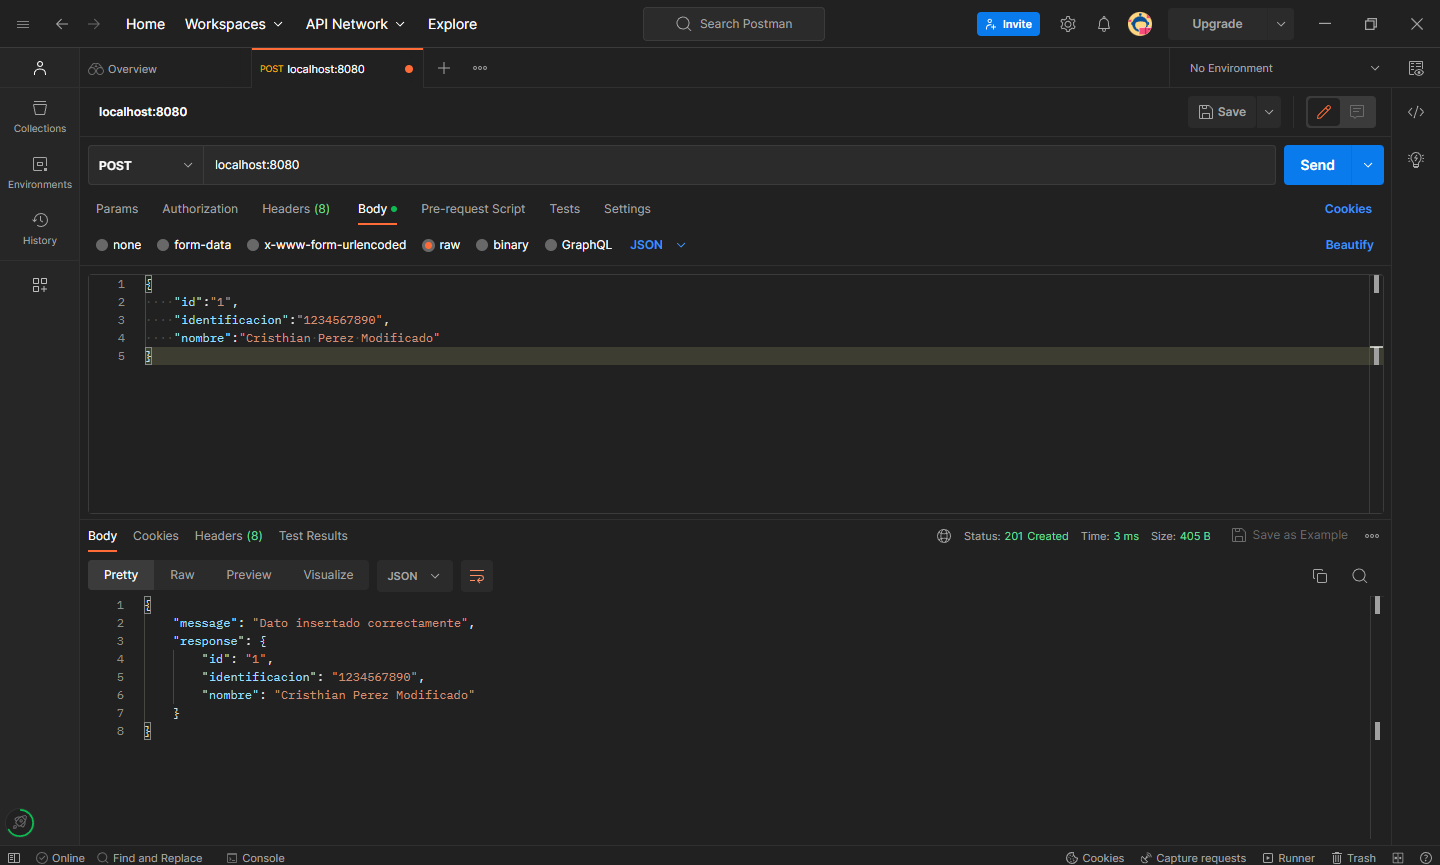 Home Workspaces API Network Explore Search Postman Invite Upgrade
Overview POST localhost:8080 No Environment
localhost:8080 Save
Collections
Environments
History
POST localhost:8080 Send
Params Authorization Headers (8) Body Pre-request Script Tests Settings Cookies
none form-data x-www-form-urlencoded raw binary GraphQL JSON Beautify
1 {
2 "id":"1",
3 "identificacion":"1234567890",
4 "nombre":"Cristhian Perez Modificado"
5 }
Body Cookies Headers (8) Test Results Status: 201 Created Time: 3 ms Size: 405 B Save as Example
Pretty Raw Preview Visualize JSON
1 {
2 "message": "Dato insertado correctamente",
3 "response": {
4 "id": "1",
5 "identificacion": "1234567890",
6 "nombre": "Cristhian Perez Modificado"
7 }
8 }
Online Find and Replace Console Cookies Capture requests Runner Trash